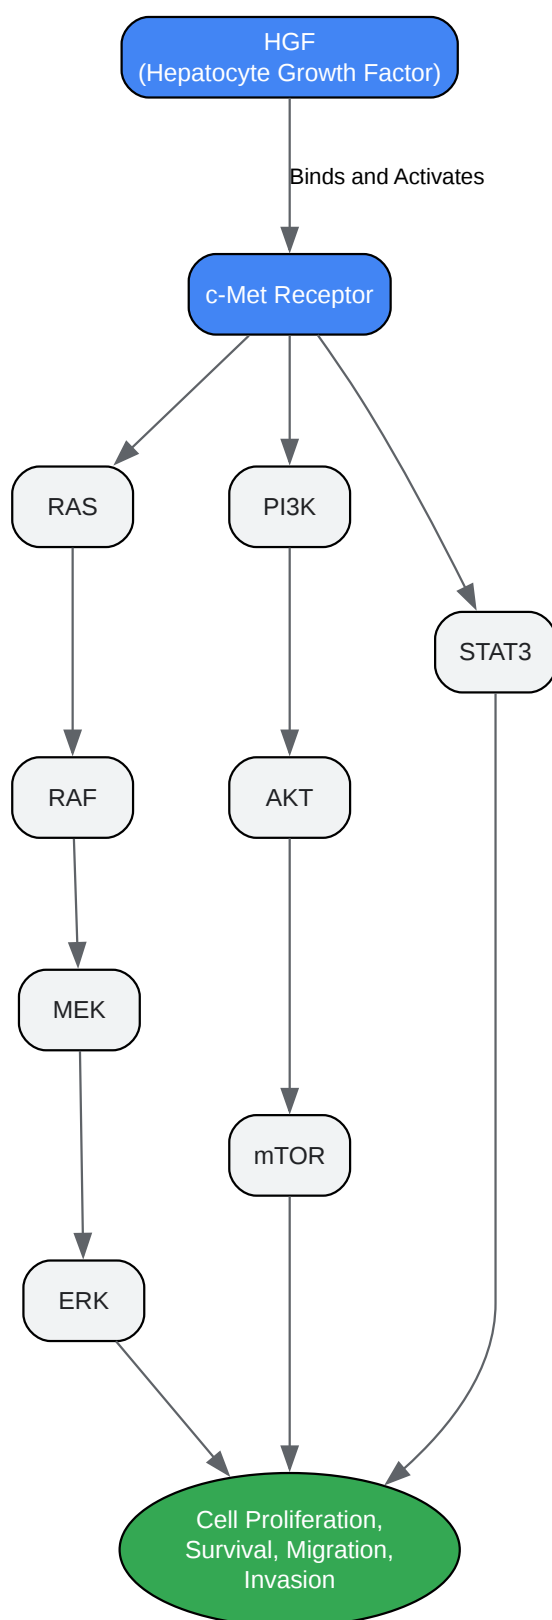 HGF
(Hepatocyte Growth Factor)
Binds and Activates
c-Met Receptor
RAS
PI3K
STAT3
RAF
AKT
MEK
mTOR
ERK
Cell Proliferation,
Survival, Migration,
Invasion